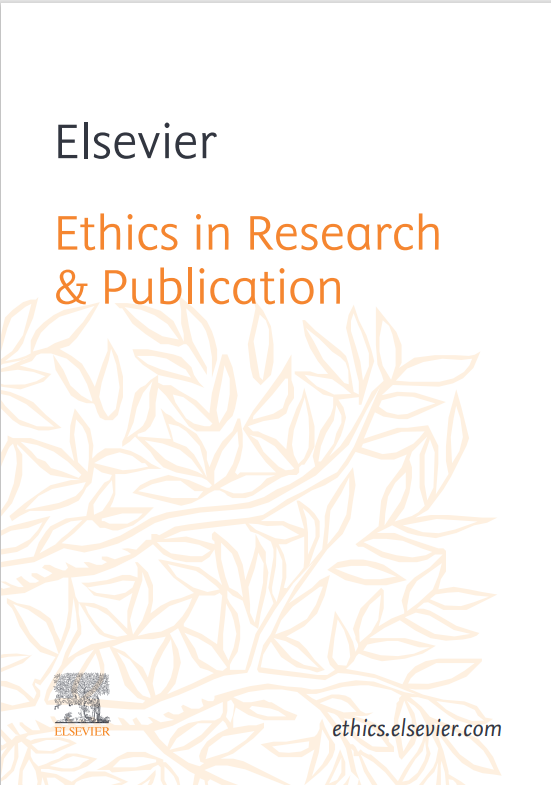 Elsevier
Ethics in Research
& Publication
ELSEVIER
ethics.elsevier.com